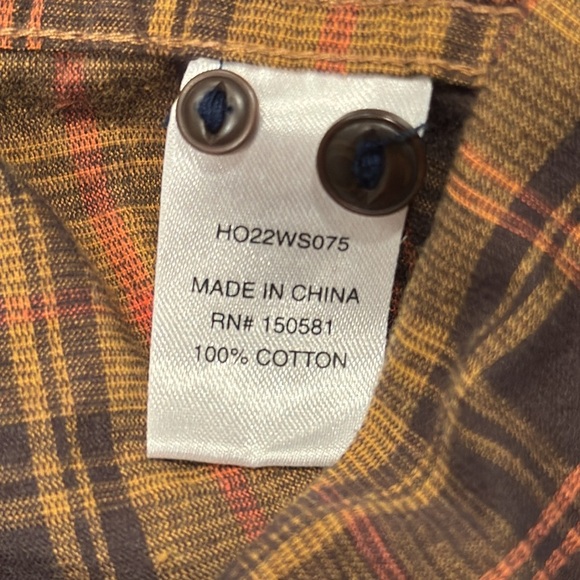 HO22WS075
MADE IN CHINA
RN# 150581
100% COTTON